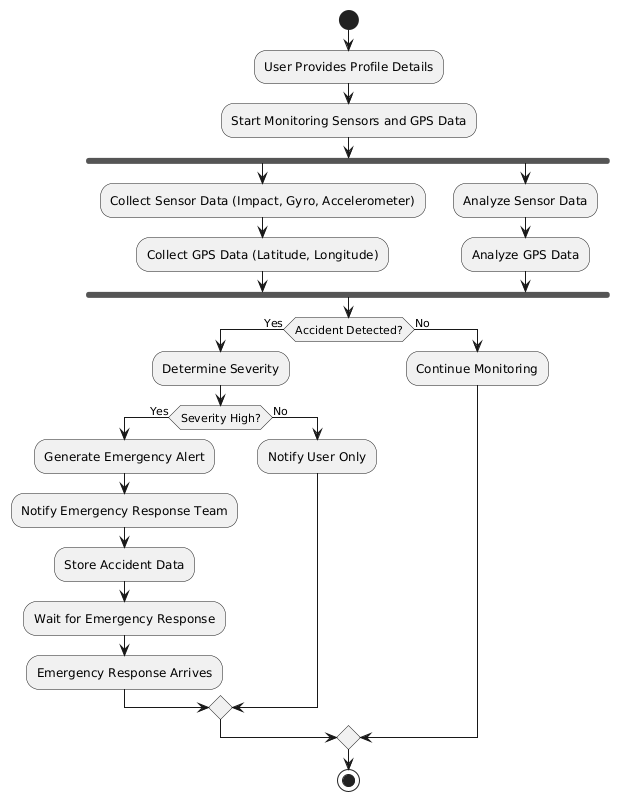 User Provides Profile Details
Start Monitoring Sensors and GPS Data
Collect Sensor Data (Impact, Gyro, Accelerometer)
Analyze Sensor Data
Collect GPS Data (Latitude, Longitude)
Analyze GPS Data
Yes
Accident Detected?
No
Determine Severity
Continue Monitoring
Yes
Severity High?
No
Generate Emergency Alert
Notify User Only
Notify Emergency Response Team
Store Accident Data
Wait for Emergency Response
Emergency Response Arrives